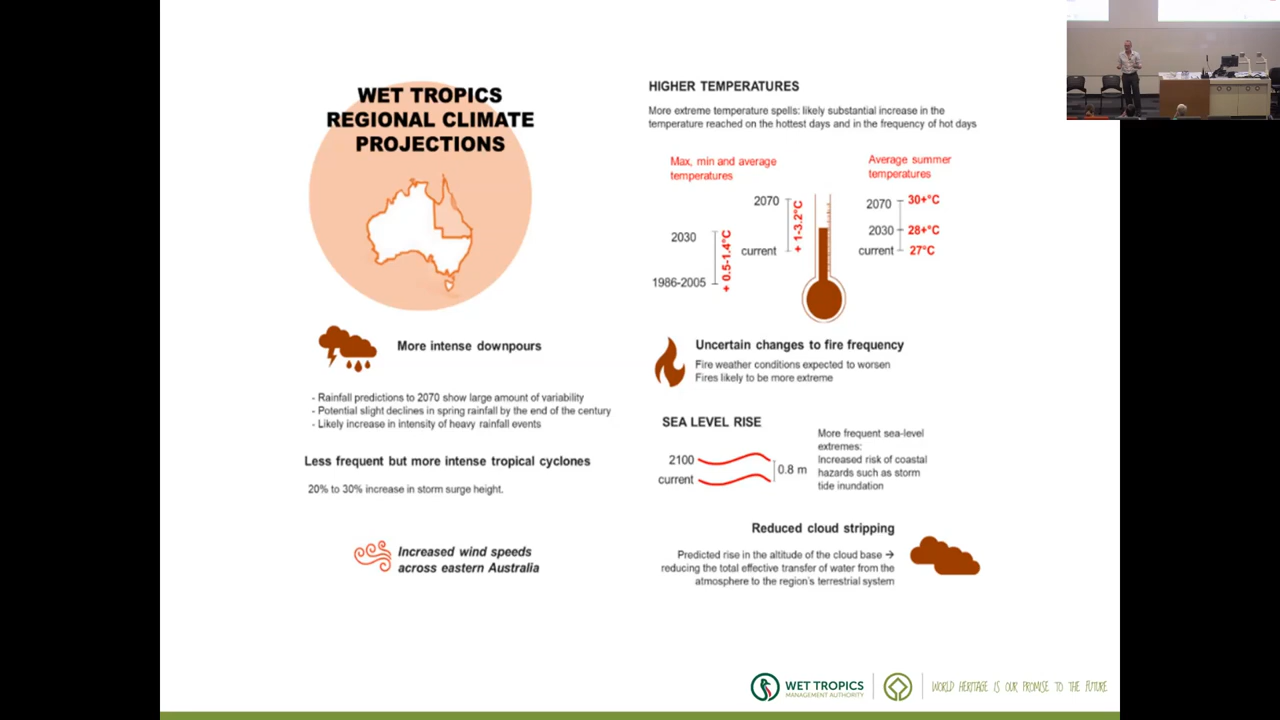 WET TROPICS
REGIONAL CLIMATE
PROJECTIONS
More intense downpours
- Rainfall predictions to 2070 show large amount of variability
- Potential slight declines in spring rainfall by the end of the century
- Likely increase in intensity of heavy rainfall events
Less frequent but more intense tropical cyclones
20% to 30% increase in storm surge height.
Increased wind speeds
across eastern Australia
HIGHER TEMPERATURES
More extreme temperature spells: likely substantial increase in the
temperature reached on the hottest days and in the frequency of hot days
Max, min and average
temperatures
2030
1986-2005
+ 0.5-1.4°C
2070
current
+ 1-3.2°C
Average summer
temperatures
2070 30+°C
2030 28+°C
current 27°C
Uncertain changes to fire frequency
Fire weather conditions expected to worsen
Fires likely to be more extreme
SEA LEVEL RISE
2100
current
0.8 m
More frequent sea-level
extremes:
Increased risk of coastal
hazards such as storm
tide inundation
Reduced cloud stripping
Predicted rise in the altitude of the cloud base →
reducing the total effective transfer of water from the
atmosphere to the region's terrestrial system
WET TROPICS
MANAGEMENT AUTHORITY
WORLD HERITAGE IS OUR PROMISE TO THE FUTURE